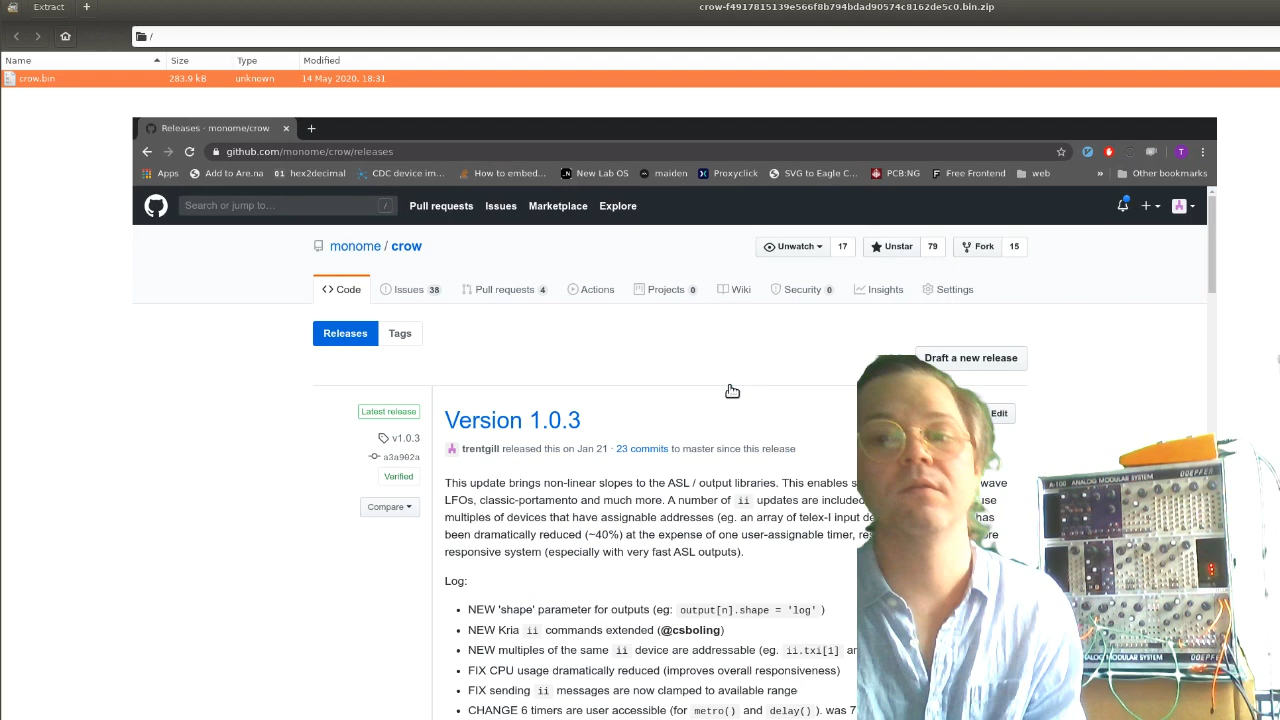 Extract +
crow-f4917815139e566f8b794bdad90574c8162de5c0.bin.zip
/
Name Size Type Modified
crow.bin 283.9 kB unknown 14 May 2020, 18:31
Releases · monome/crow × +
github.com/monome/crow/releases T
Apps Add to Are.na 01 hex2decimal CDC device im... How to embed... New Lab OS maiden Proxyclick SVG to Eagle C... PCB:NG Free Frontend web » Other bookmarks
Search or jump to... / Pull requests Issues Marketplace Explore +
monome / crow Unwatch 17 Unstar 79 Fork 15
<> Code Issues 38 Pull requests 4 Actions Projects 0 Wiki Security 0 Insights Settings
Releases Tags
Draft a new release
Latest release
v1.0.3
a3a902a
Verified
Compare
Version 1.0.3 Edit
trentgill released this on Jan 21 · 23 commits to master since this release
This update brings non-linear slopes to the ASL / output libraries. This enables s wave
LFOs, classic-portamento and much more. A number of ii updates are included use
multiples of devices that have assignable addresses (eg. an array of telex-I input de has
been dramatically reduced (~40%) at the expense of one user-assignable timer, re ore
responsive system (especially with very fast ASL outputs).
Log:
• NEW 'shape' parameter for outputs (eg: output[n].shape = 'log' )
• NEW Kria ii commands extended (@csboling)
• NEW multiples of the same ii device are addressable (eg. ii.txi[1] an
• FIX CPU usage dramatically reduced (improves overall responsiveness)
• FIX sending ii messages are now clamped to available range
• CHANGE 6 timers are user accessible (for metro() and delay() ). was 7
A-100 ANALOG MODULAR SYSTEM DOEPFER
ANALOG MODULAR SYSTEM DOEPFER